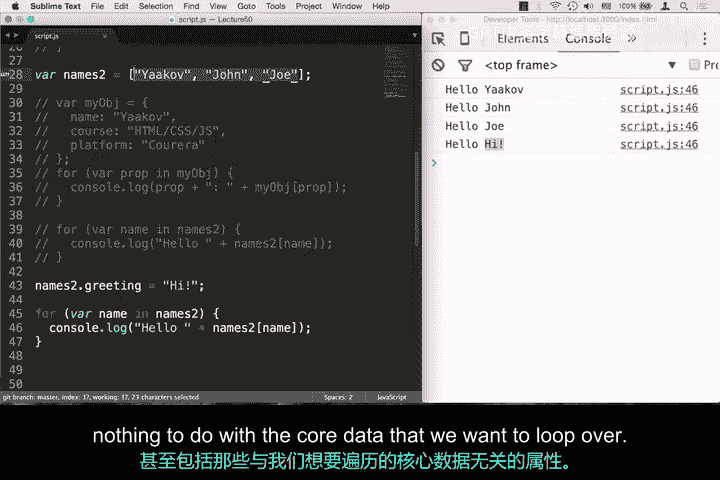 Sublime Text File Edit Selection Find View Goto Tools Project Window Help 100%
script.js — Lecture50
script.js
27
28 var names2 = ["Yaakov", "John", "Joe"];
29
30 // var myObj = {
31 //   name: "Yaakov",
32 //   course: "HTML/CSS/JS",
33 //   platform: "Courera"
34 // };
35 // for (var prop in myObj) {
36 //   console.log(prop + ": " + myObj[prop]);
37 // }
38
39 // for (var name in names2) {
40 //   console.log("Hello " + names2[name]);
41 // }
42
43 names2.greeting = "Hi!";
44
45 for (var name in names2) {
46   console.log("Hello " + names2[name]);
47 }
48
49
50
git branch: master, index: 1?, working: 1?, 23 characters selected Spaces: 2 JavaScript
Developer Tools - http://localhost:3000/index.html
Elements Console »
<top frame> ▼ Pre
Hello Yaakov script.js:46
Hello John script.js:46
Hello Joe script.js:46
Hello Hi! script.js:46
>
nothing to do with the core data that we want to loop over.
甚至包括那些与我们想要遍历的核心数据无关的属性。